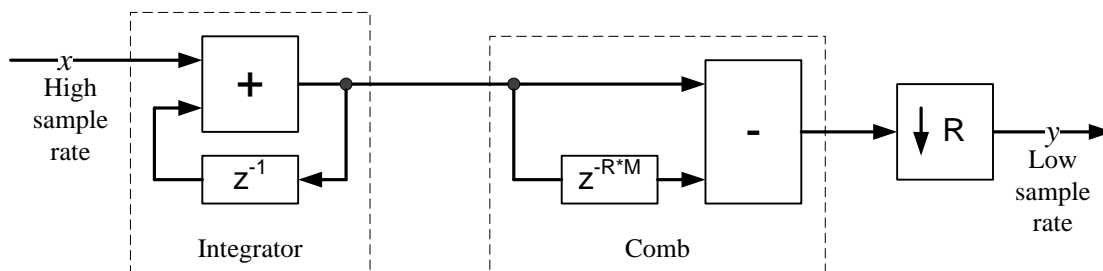 x
High
sample
rate
+
z⁻¹
Integrator
z⁻ᴿ*ᴹ
-
Comb
↓ R
y
Low
sample
rate